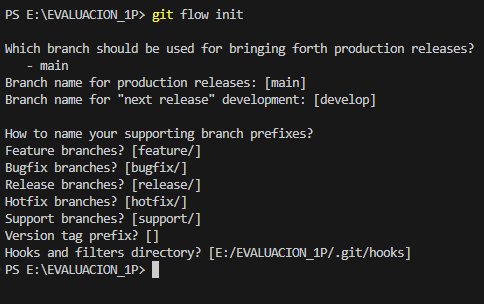 PS E:\EVALUACION_1P> git flow init
Which branch should be used for bringing forth production releases?
   - main
Branch name for production releases: [main]
Branch name for "next release" development: [develop]
How to name your supporting branch prefixes?
Feature branches? [feature/]
Bugfix branches? [bugfix/]
Release branches? [release/]
Hotfix branches? [hotfix/]
Support branches? [support/]
Version tag prefix? []
Hooks and filters directory? [E:/EVALUACION_1P/.git/hooks]
PS E:\EVALUACION_1P>